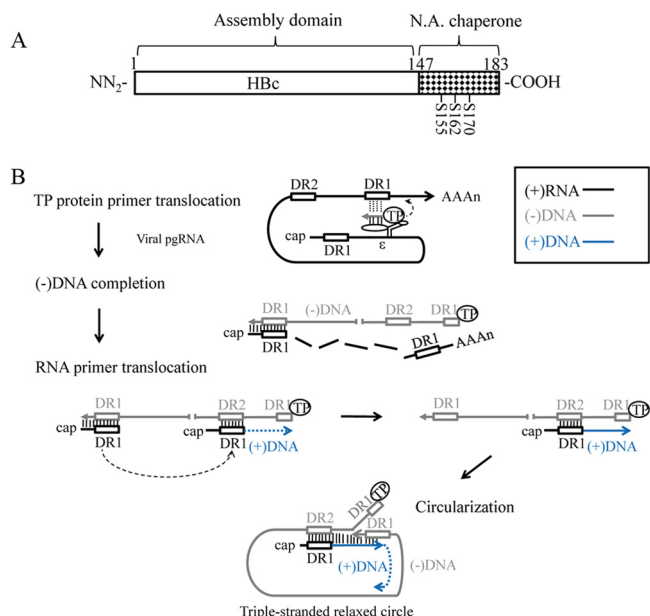 A
Assembly domain
N.A. chaperone
1
147
183
NN2-
HBc
-COOH
S155
S162
S170
B
TP protein primer translocation
Viral pgRNA
(-)DNA completion
RNA primer translocation
DR2
DR1
AAAn
TP
cap
DR1
ε
(+)RNA
(-)DNA
(+)DNA
DR1
(-)DNA
DR2
DR1
TP
cap
DR1
DR1
AAAn
DR1
DR2
DR1
TP
cap
DR1
DR1
(+)DNA
DR1
DR2
DR1
TP
cap
DR1
(+)DNA
Circularization
TP
DR1
DR2
DR1
cap
DR1
(+)DNA
(-)DNA
Triple-stranded relaxed circle